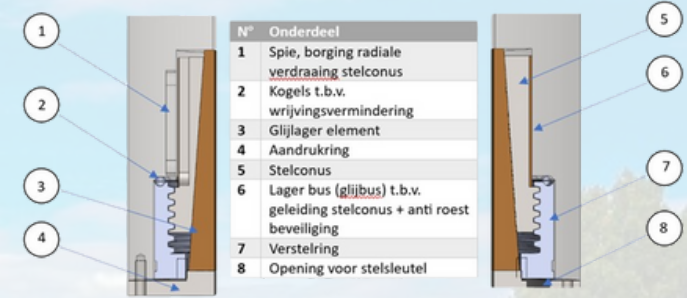 1
2
3
4
N° Onderdeel
1 Spie, borging radiale
verdraaing stelconus
2 Kogels t.b.v.
wrijvingsvermindering
3 Glijlager element
4 Aandrukring
5 Stelconus
6 Lager bus (glijbus) t.b.v.
geleiding stelconus + anti roest
beveiliging
7 Verstelring
8 Opening voor stelsleutel
5
6
7
8